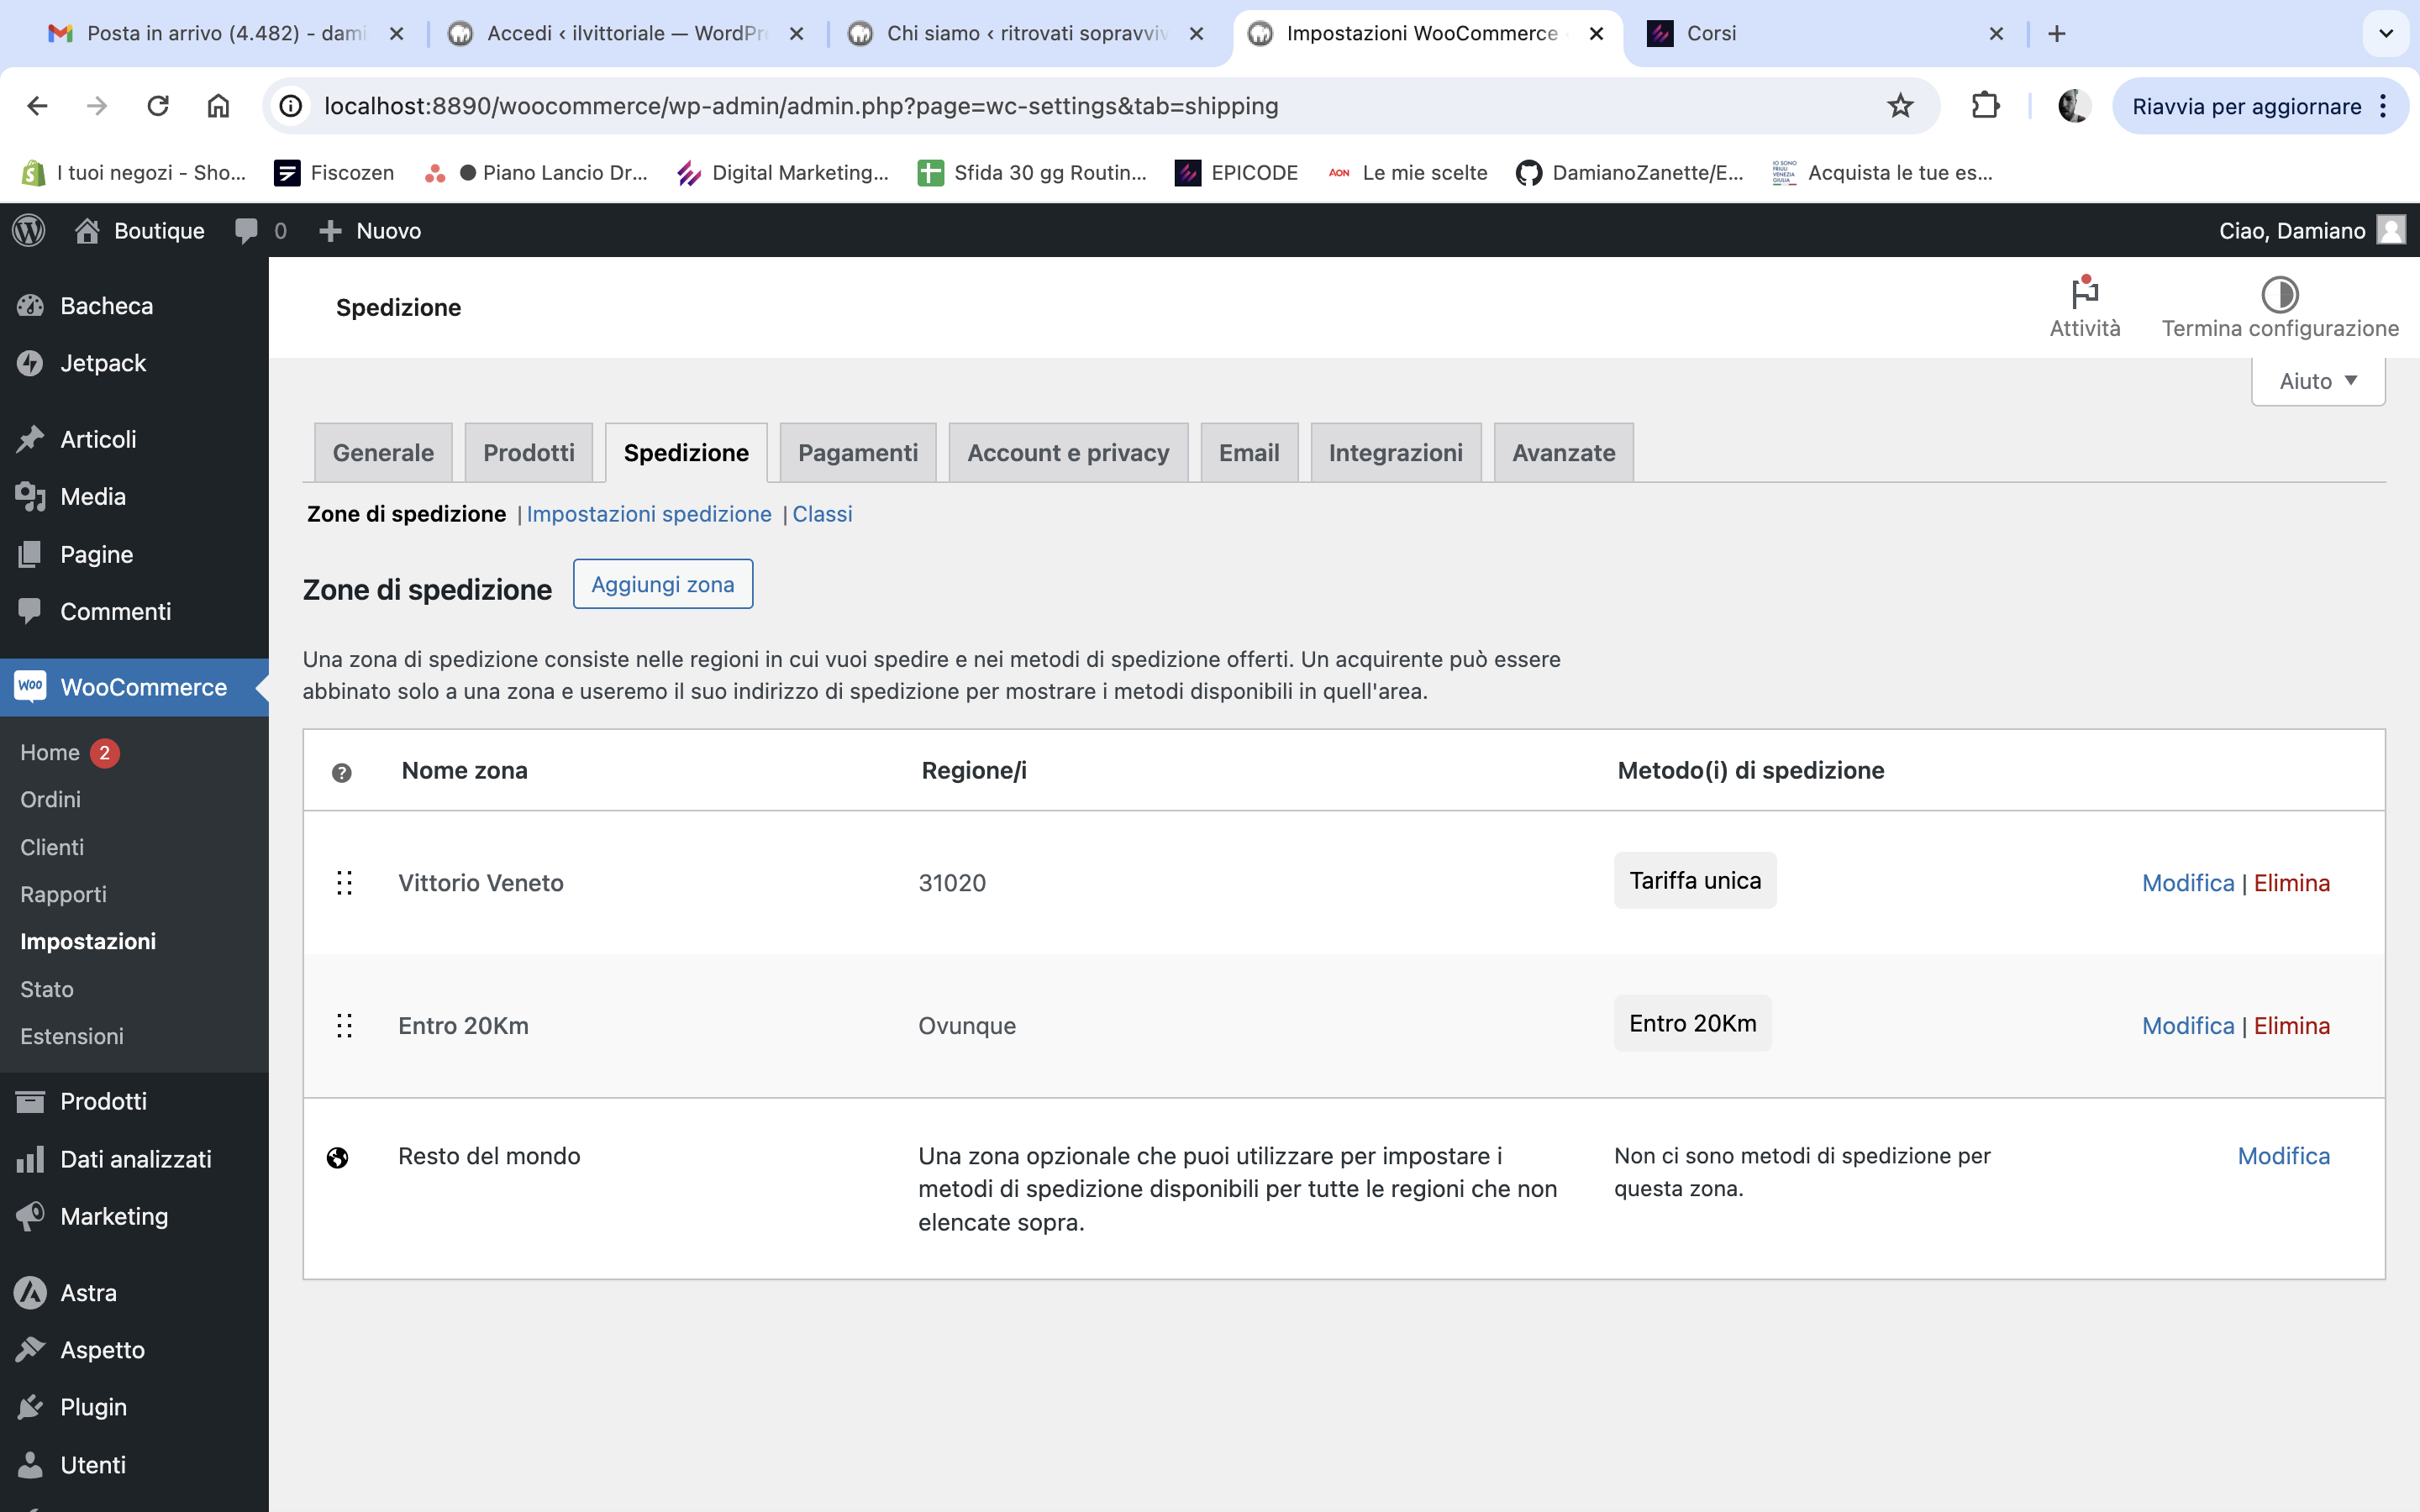 Posta in arrivo (4.482) - dami
Accedi ‹ ilvittoriale — WordPr
Chi siamo ‹ ritrovati sopravviv
Impostazioni WooCommerce
Corsi
localhost:8890/woocommerce/wp-admin/admin.php?page=wc-settings&tab=shipping
Riavvia per aggiornare
I tuoi negozi - Sho...
Fiscozen
Piano Lancio Dr...
Digital Marketing...
Sfida 30 gg Routin...
EPICODE
AON
Le mie scelte
DamianoZanette/E...
IO SONO
FRIULI
VENEZIA
GIULIA
Acquista le tue es...
Boutique
0
Nuovo
Ciao, Damiano
Bacheca
Jetpack
Articoli
Media
Pagine
Commenti
Woo
WooCommerce
Home 2
Ordini
Clienti
Rapporti
Impostazioni
Stato
Estensioni
Prodotti
Dati analizzati
Marketing
Astra
Aspetto
Plugin
Utenti
Spedizione
Attività
Termina configurazione
Aiuto
Generale
Prodotti
Spedizione
Pagamenti
Account e privacy
Email
Integrazioni
Avanzate
Zone di spedizione | Impostazioni spedizione | Classi
Zone di spedizione
Aggiungi zona
Una zona di spedizione consiste nelle regioni in cui vuoi spedire e nei metodi di spedizione offerti. Un acquirente può essere
abbinato solo a una zona e useremo il suo indirizzo di spedizione per mostrare i metodi disponibili in quell'area.
? Nome zona Regione/i Metodo(i) di spedizione
Vittorio Veneto 31020 Tariffa unica Modifica | Elimina
Entro 20Km Ovunque Entro 20Km Modifica | Elimina
Resto del mondo
Una zona opzionale che puoi utilizzare per impostare i
metodi di spedizione disponibili per tutte le regioni che non
elencate sopra.
Non ci sono metodi di spedizione per
questa zona.
Modifica